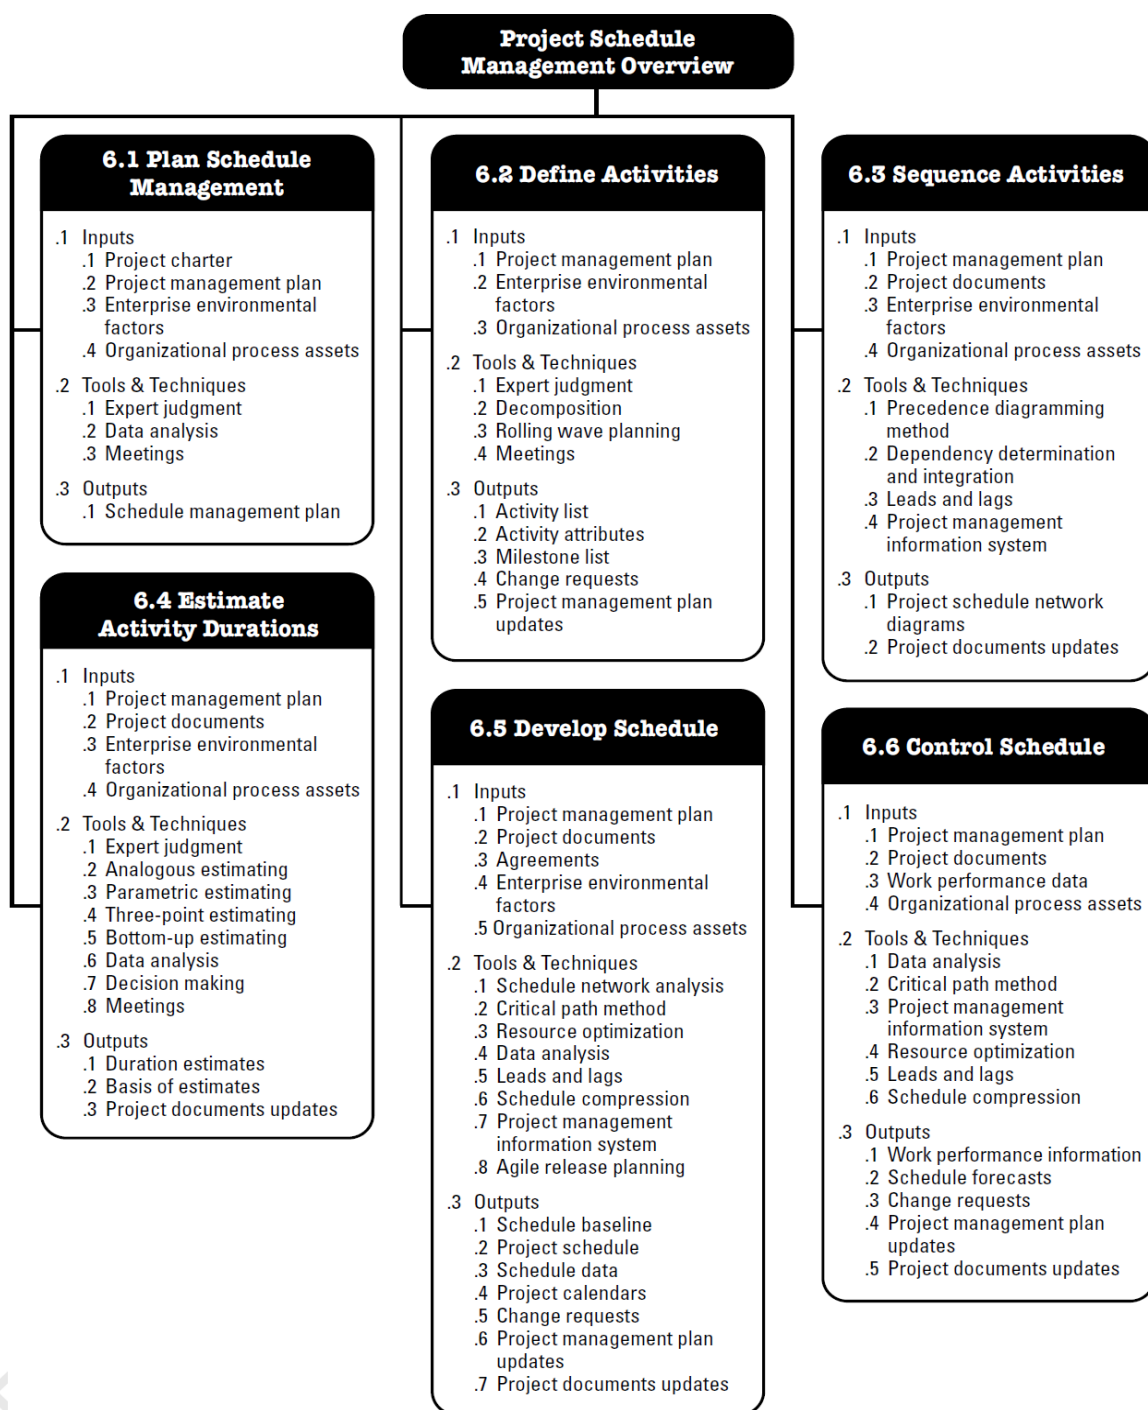 Project Schedule
Management Overview
6.1 Plan Schedule
Management
.1 Inputs
.1 Project charter
.2 Project management plan
.3 Enterprise environmental
factors
.4 Organizational process assets
.2 Tools & Techniques
.1 Expert judgment
.2 Data analysis
.3 Meetings
.3 Outputs
.1 Schedule management plan
6.2 Define Activities
.1 Inputs
.1 Project management plan
.2 Enterprise environmental
factors
.3 Organizational process assets
.2 Tools & Techniques
.1 Expert judgment
.2 Decomposition
.3 Rolling wave planning
.4 Meetings
.3 Outputs
.1 Activity list
.2 Activity attributes
.3 Milestone list
.4 Change requests
.5 Project management plan
updates
6.3 Sequence Activities
.1 Inputs
.1 Project management plan
.2 Project documents
.3 Enterprise environmental
factors
.4 Organizational process assets
.2 Tools & Techniques
.1 Precedence diagramming
method
.2 Dependency determination
and integration
.3 Leads and lags
.4 Project management
information system
.3 Outputs
.1 Project schedule network
diagrams
.2 Project documents updates
6.4 Estimate
Activity Durations
.1 Inputs
.1 Project management plan
.2 Project documents
.3 Enterprise environmental
factors
.4 Organizational process assets
.2 Tools & Techniques
.1 Expert judgment
.2 Analogous estimating
.3 Parametric estimating
.4 Three-point estimating
.5 Bottom-up estimating
.6 Data analysis
.7 Decision making
.8 Meetings
.3 Outputs
.1 Duration estimates
.2 Basis of estimates
.3 Project documents updates
6.5 Develop Schedule
.1 Inputs
.1 Project management plan
.2 Project documents
.3 Agreements
.4 Enterprise environmental
factors
.5 Organizational process assets
.2 Tools & Techniques
.1 Schedule network analysis
.2 Critical path method
.3 Resource optimization
.4 Data analysis
.5 Leads and lags
.6 Schedule compression
.7 Project management
information system
.8 Agile release planning
.3 Outputs
.1 Schedule baseline
.2 Project schedule
.3 Schedule data
.4 Project calendars
.5 Change requests
.6 Project management plan
updates
.7 Project documents updates
6.6 Control Schedule
.1 Inputs
.1 Project management plan
.2 Project documents
.3 Work performance data
.4 Organizational process assets
.2 Tools & Techniques
.1 Data analysis
.2 Critical path method
.3 Project management
information system
.4 Resource optimization
.5 Leads and lags
.6 Schedule compression
.3 Outputs
.1 Work performance information
.2 Schedule forecasts
.3 Change requests
.4 Project management plan
updates
.5 Project documents updates